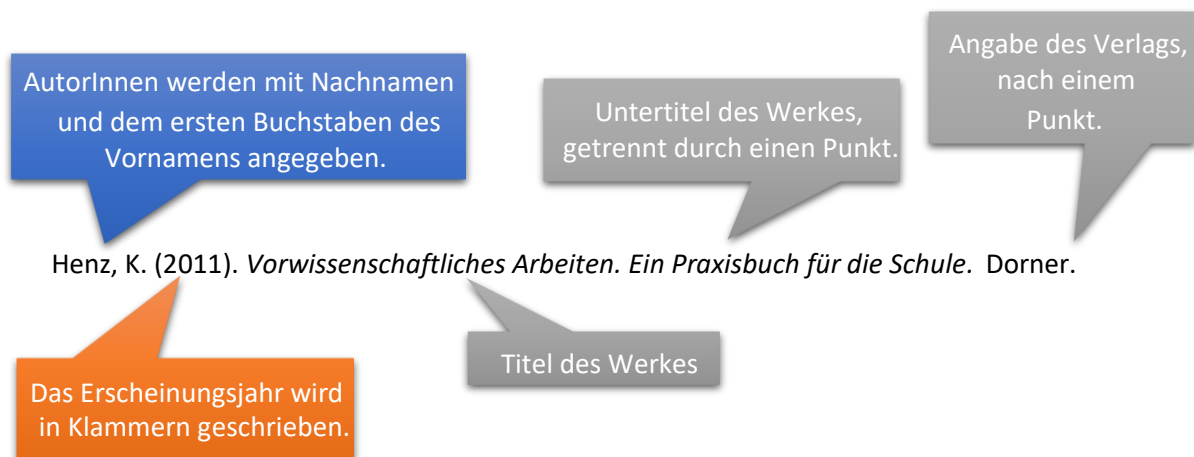 AutorInnen werden mit Nachnamen
und dem ersten Buchstaben des
Vornamens angegeben.
Untertitel des Werkes,
getrennt durch einen Punkt.
Angabe des Verlags,
nach einem
Punkt.
Henz, K. (2011). Vorwissenschaftliches Arbeiten. Ein Praxisbuch für die Schule. Dorner.
Das Erscheinungsjahr wird
in Klammern geschrieben.
Titel des Werkes